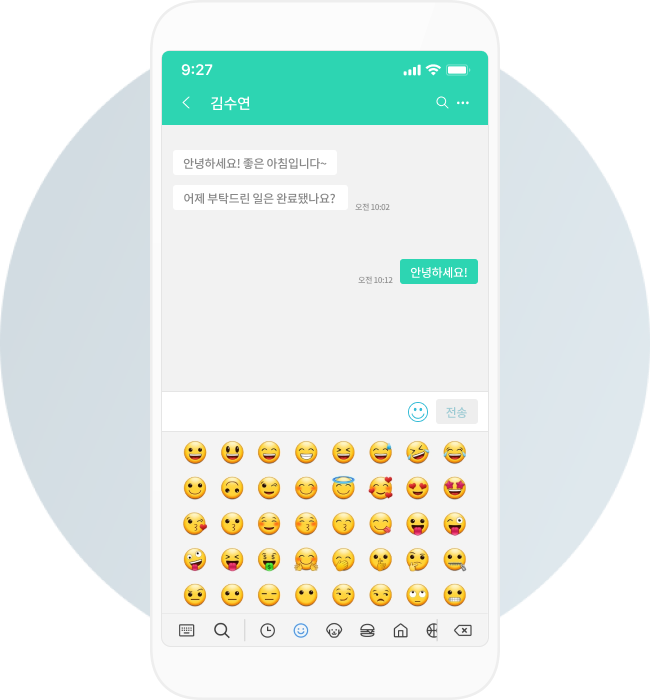 9:27
김수연
안녕하세요! 좋은 아침입니다~
어제 부탁드린 일은 완료됐나요?
오전 10:02
안녕하세요!
오전 10:12
전송